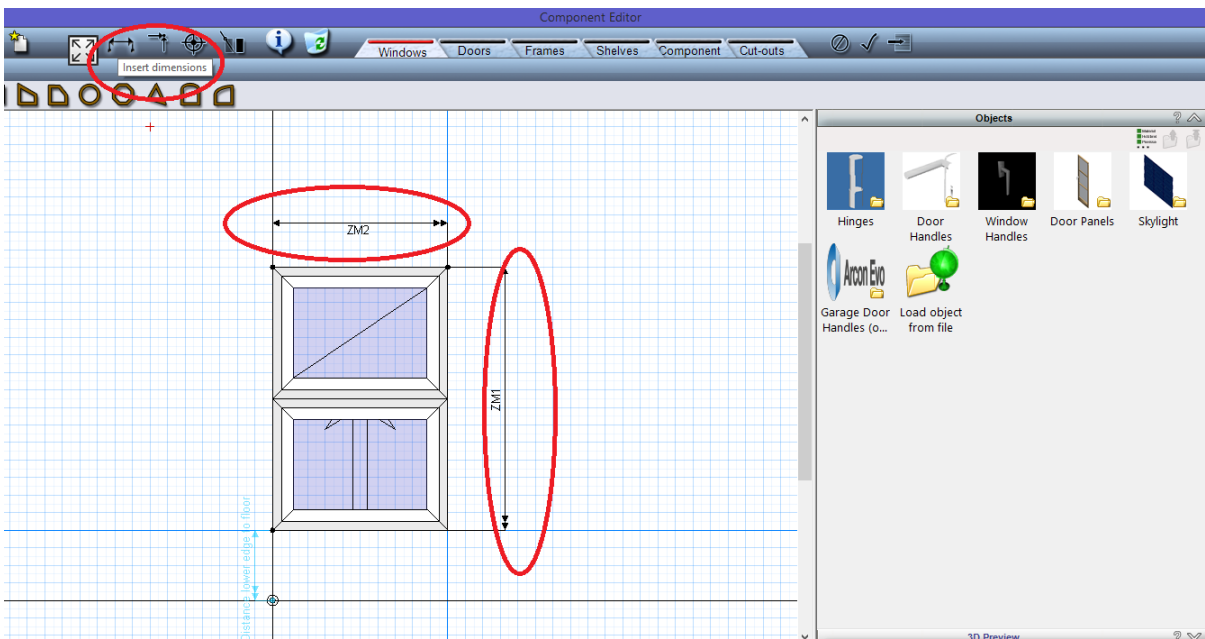 Component Editor
Windows
Doors
Frames
Shelves
Component
Cut-outs
Insert dimensions
Objects
Hinges
Door
Handles
Window
Handles
Door Panels
Skylight
Arcon Evo
Garage Door
Handles (o...
Load object
from file
ZM2
ZM1
Distance lower edge to floor
3D Preview